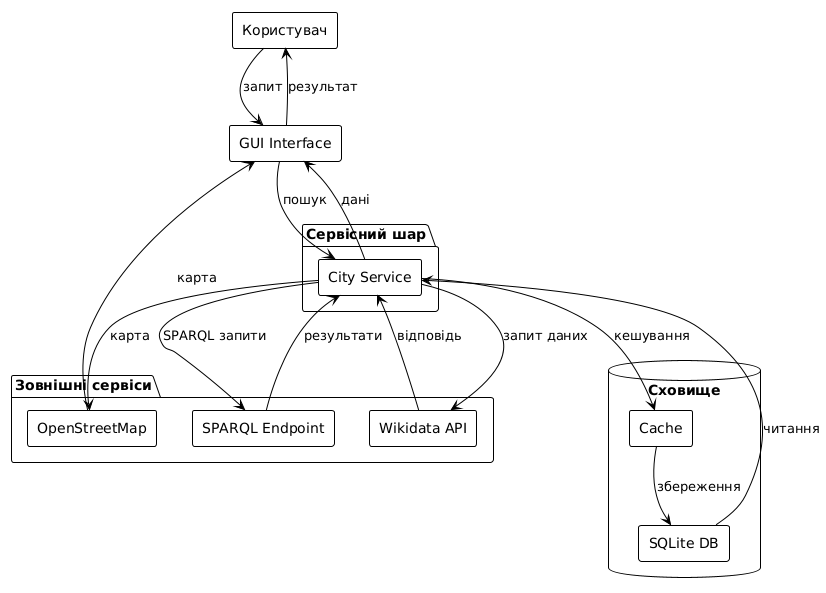 Користувач
запит
результат
GUI Interface
пошук
дані
Сервісний шар
City Service
карта
карта
SPARQL запити
результати
відповідь
запит даних
кешування
Зовнішні сервіси
OpenStreetMap
SPARQL Endpoint
Wikidata API
Сховище
Cache
читання
збереження
SQLite DB